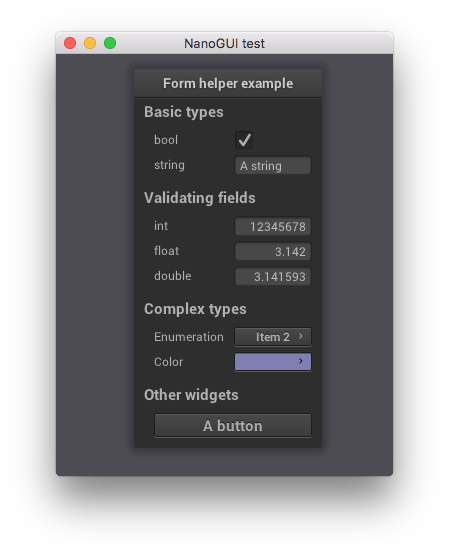 NanoGUI test
Form helper example
Basic types
bool
string A string
Validating fields
int 12345678
float 3.142
double 3.141593
Complex types
Enumeration Item 2
Color
Other widgets
A button